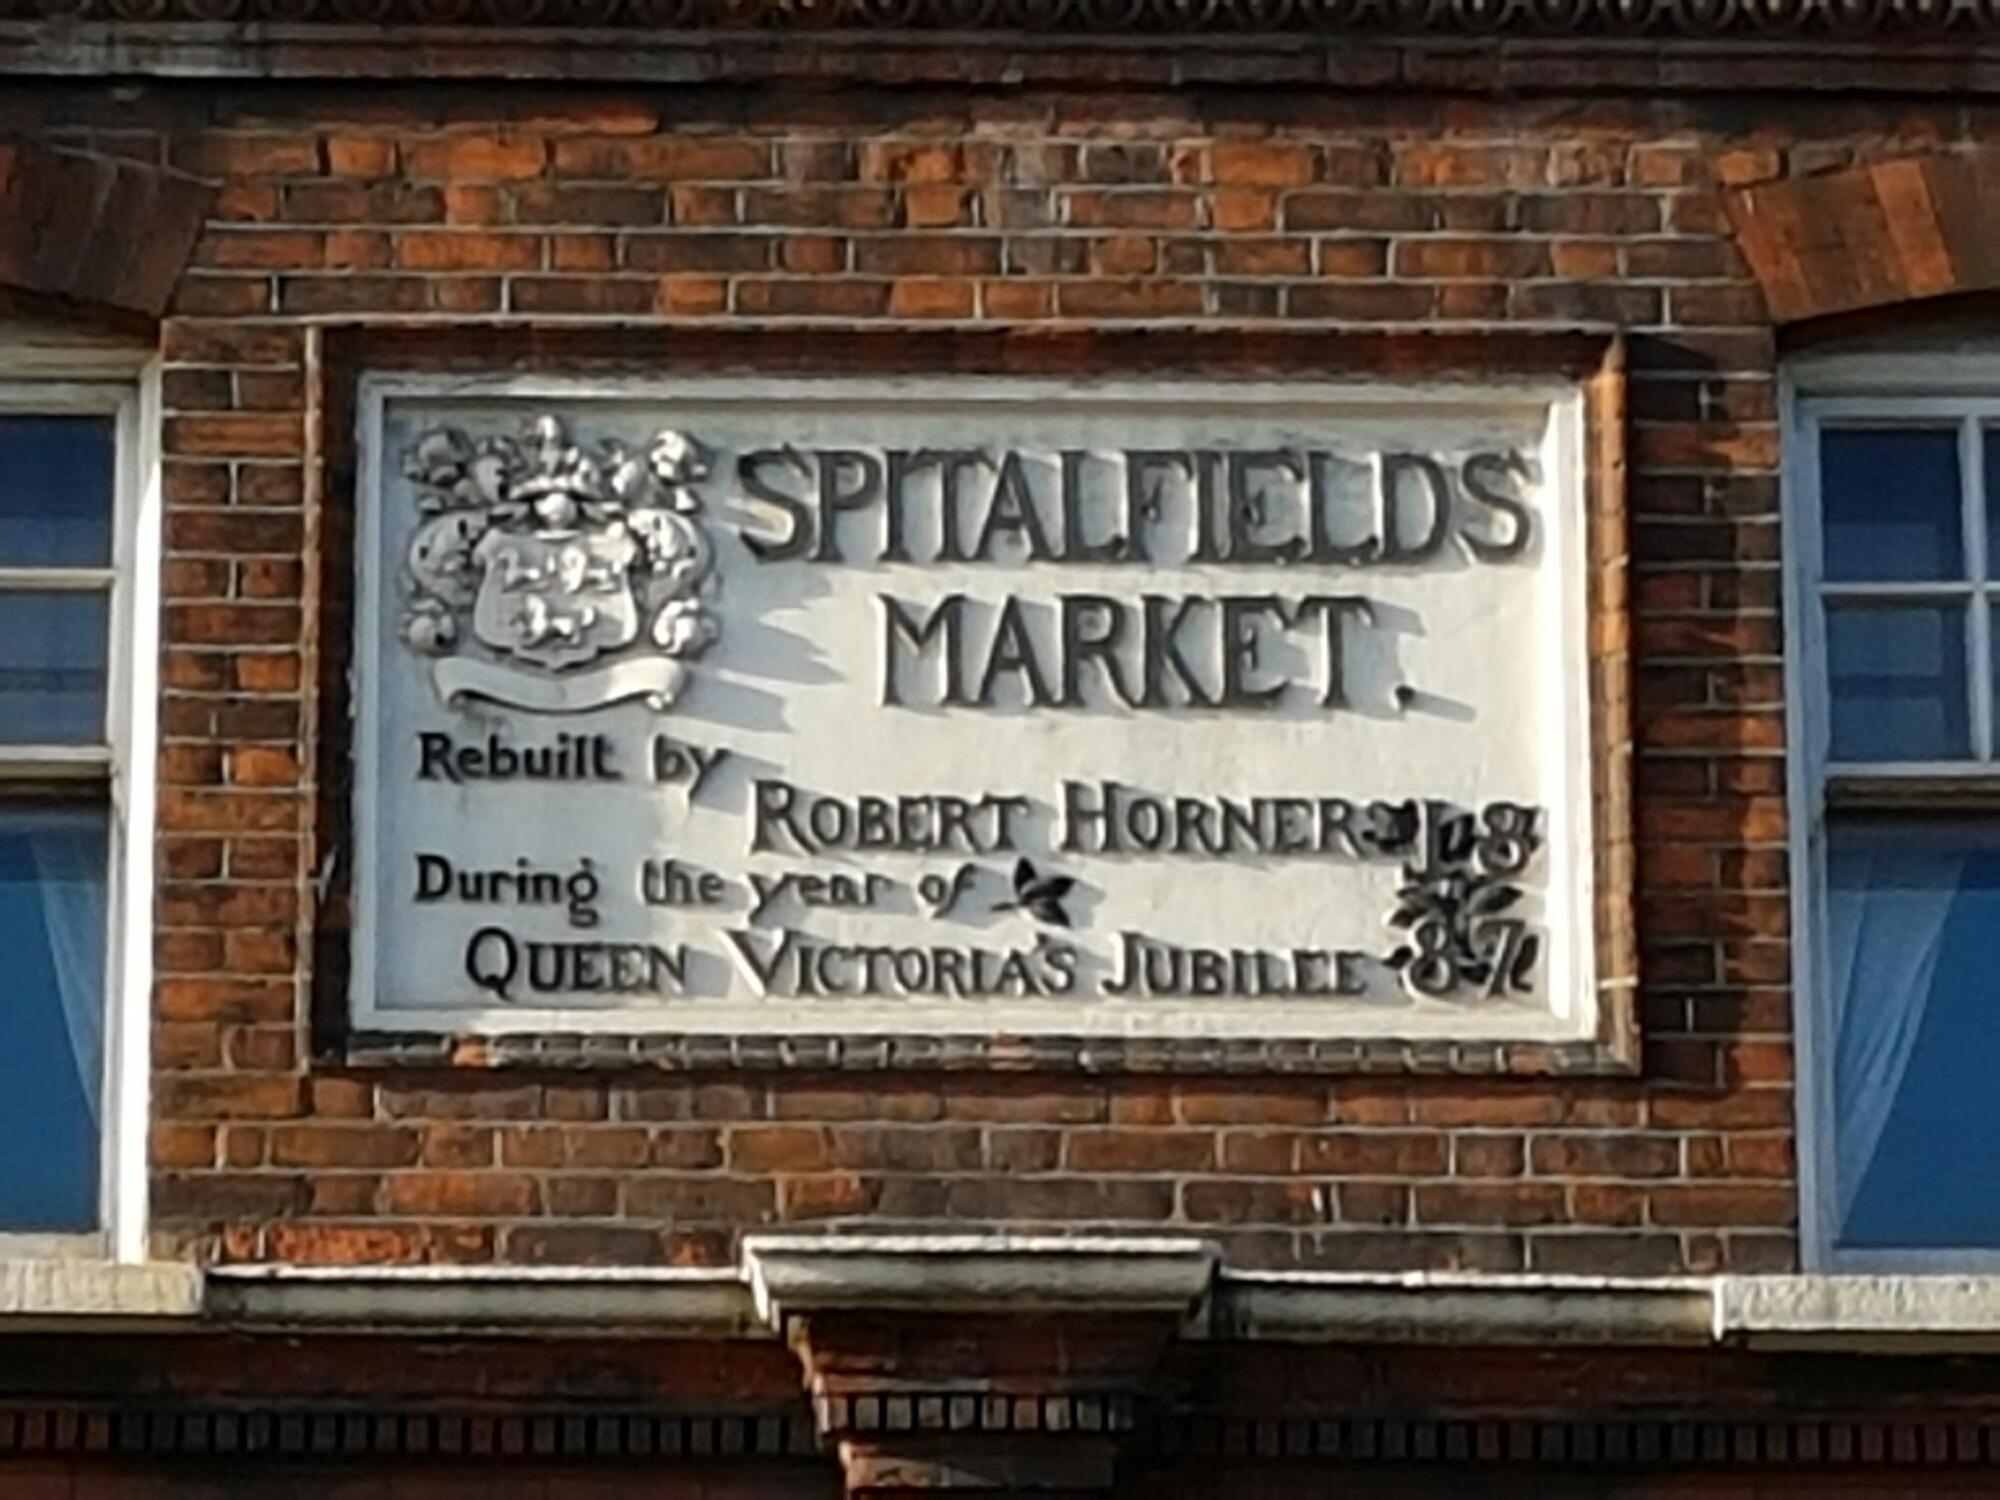 SPITALFIELDS
MARKET.
Rebuilt by
ROBERT HORNER 18
During the year of
QUEEN VICTORIA'S JUBILEE 87